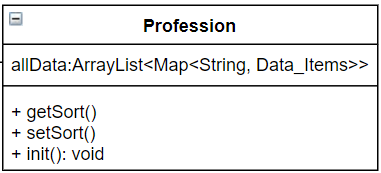 Profession
allData:ArrayList<Map<String, Data_Items>>
+ getSort()
+ setSort()
+ init(): void